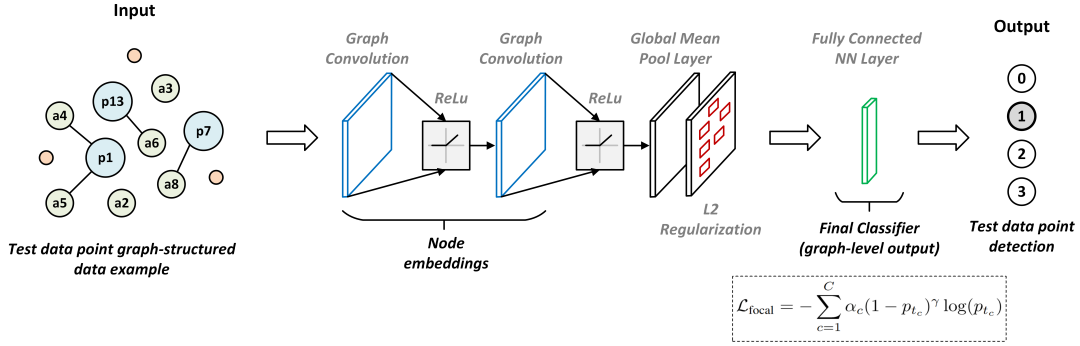 Input
p13
a3
a4
p7
a6
p1
a8
a5
a2
Test data point graph-structured
data example
Graph
Convolution
ReLu
Graph
Convolution
ReLu
Node
embeddings
Global Mean
Pool Layer
L2
Regularization
Fully Connected
NN Layer
Final Classifier
(graph-level output)
Output
0
1
2
3
Test data point
detection
$\mathcal{L}_{\text{focal}} = -\sum_{c=1}^{C} \alpha_c (1 - p_{t_c})^{\gamma} \log(p_{t_c})$